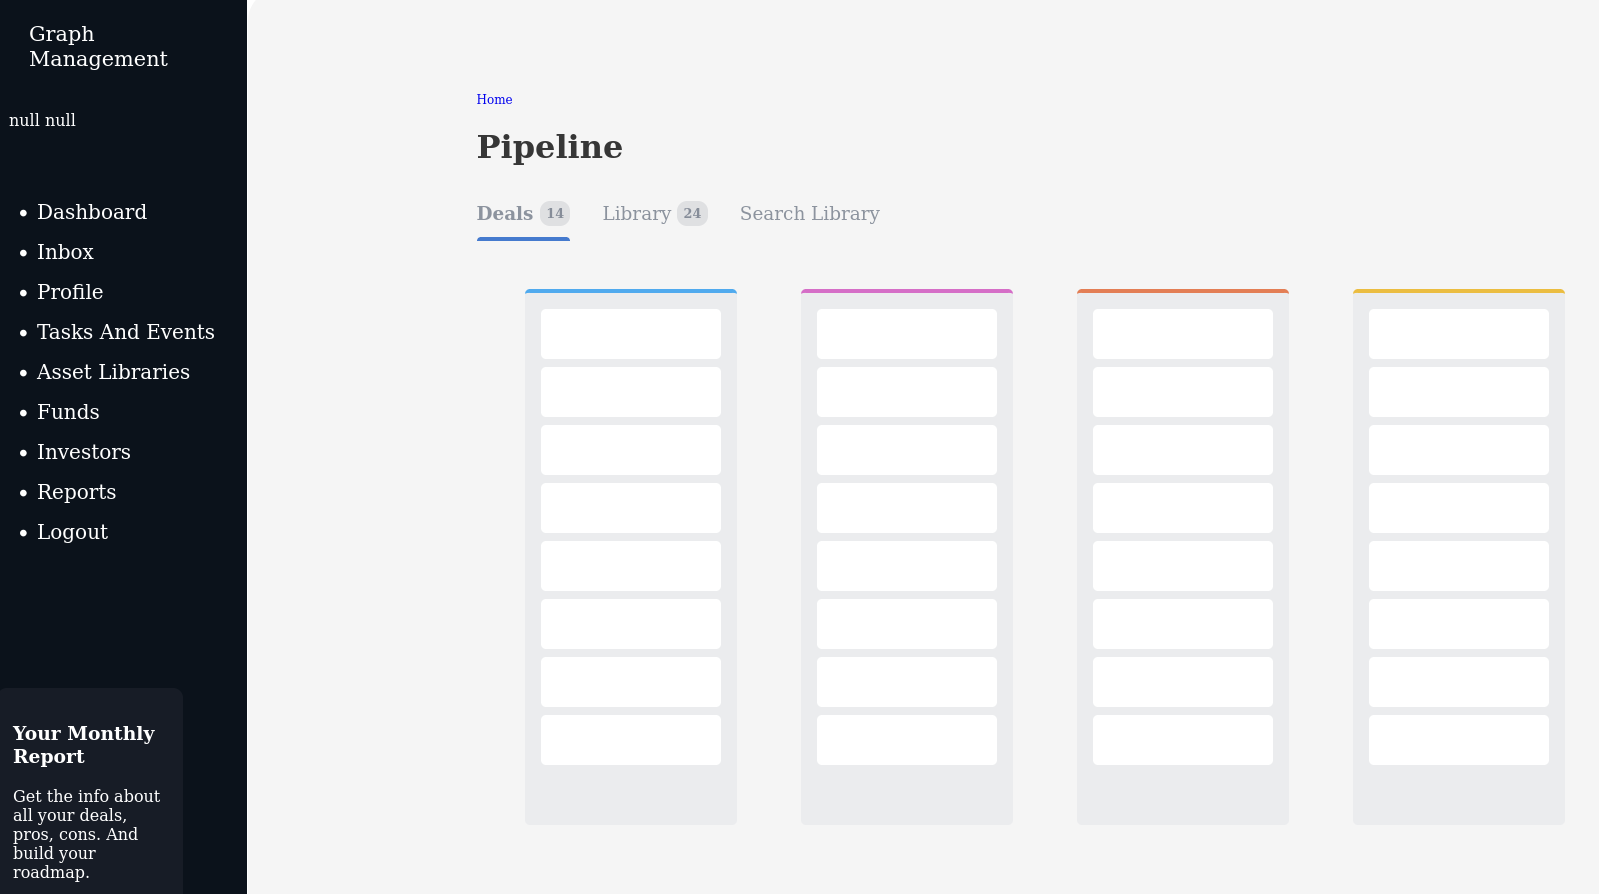 Graph
Management
null null
Dashboard
Inbox
Profile
Tasks And Events
Asset Libraries
Funds
Investors
Reports
Logout
Your Monthly
Report
Get the info about
all your deals,
pros, cons. And
build your
roadmap.
Home
Pipeline
Deals 14 Library 24 Search Library